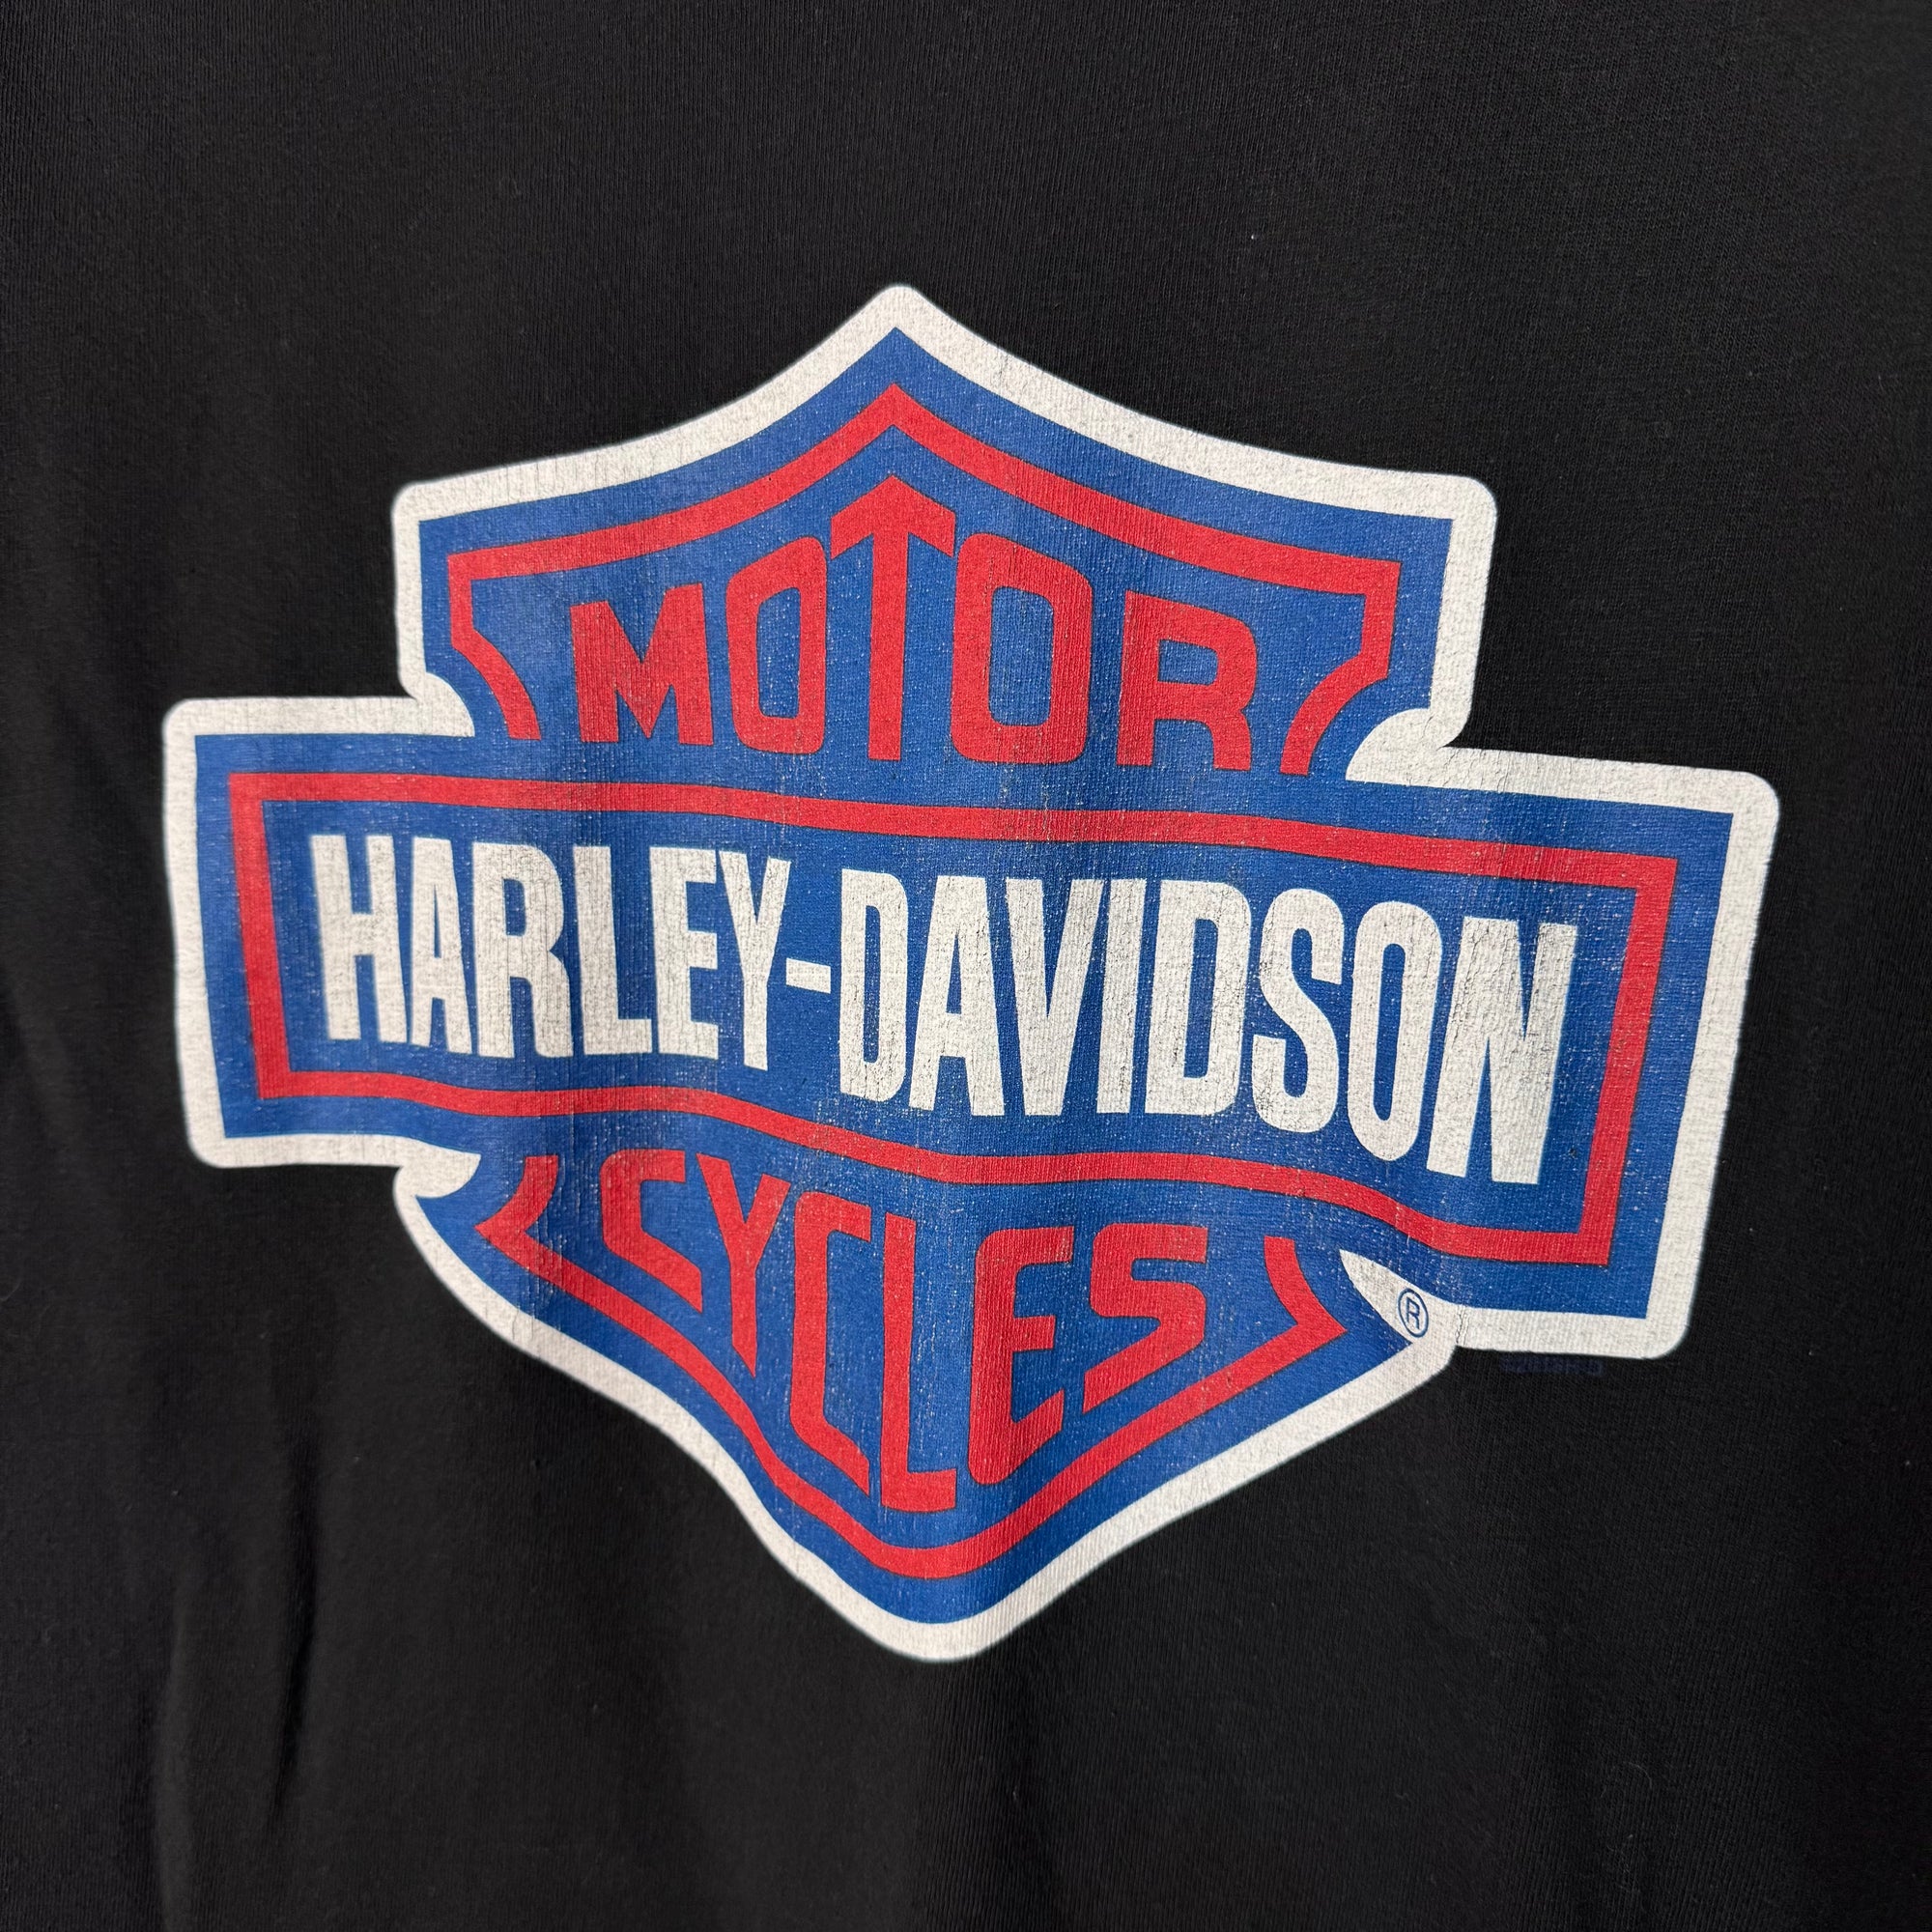 MOTOR
HARLEY-DAVIDSON
CYCLES
®